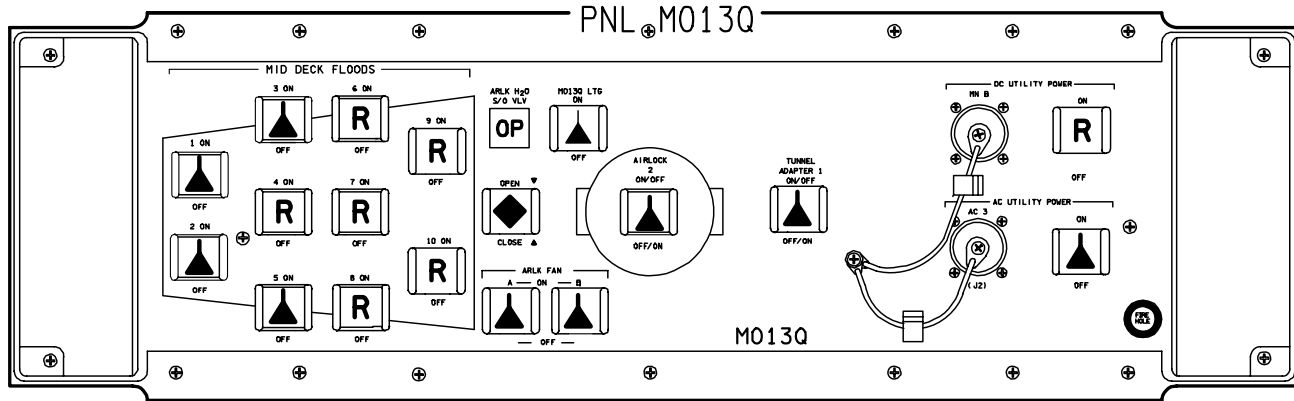 PNL MO13Q
MID DECK FLOODS
1 ON
OFF
2 ON
OFF
3 ON
OFF
4 ON
R
OFF
5 ON
OFF
6 ON
R
OFF
7 ON
R
OFF
8 ON
R
OFF
9 ON
R
OFF
10 ON
R
OFF
ARLK H2O
S/O VLV
OP
OPEN
CLOSE
MO13Q LTG
ON
OFF
ARLK FAN
A ON B
OFF
AIRLOCK
2
ON/OFF
OFF/ON
TUNNEL
ADAPTER 1
ON/OFF
OFF/ON
DC UTILITY POWER
MN B
ON
R
OFF
AC UTILITY POWER
AC 3
(J2)
ON
OFF
FIRE
HOLE
MO13Q